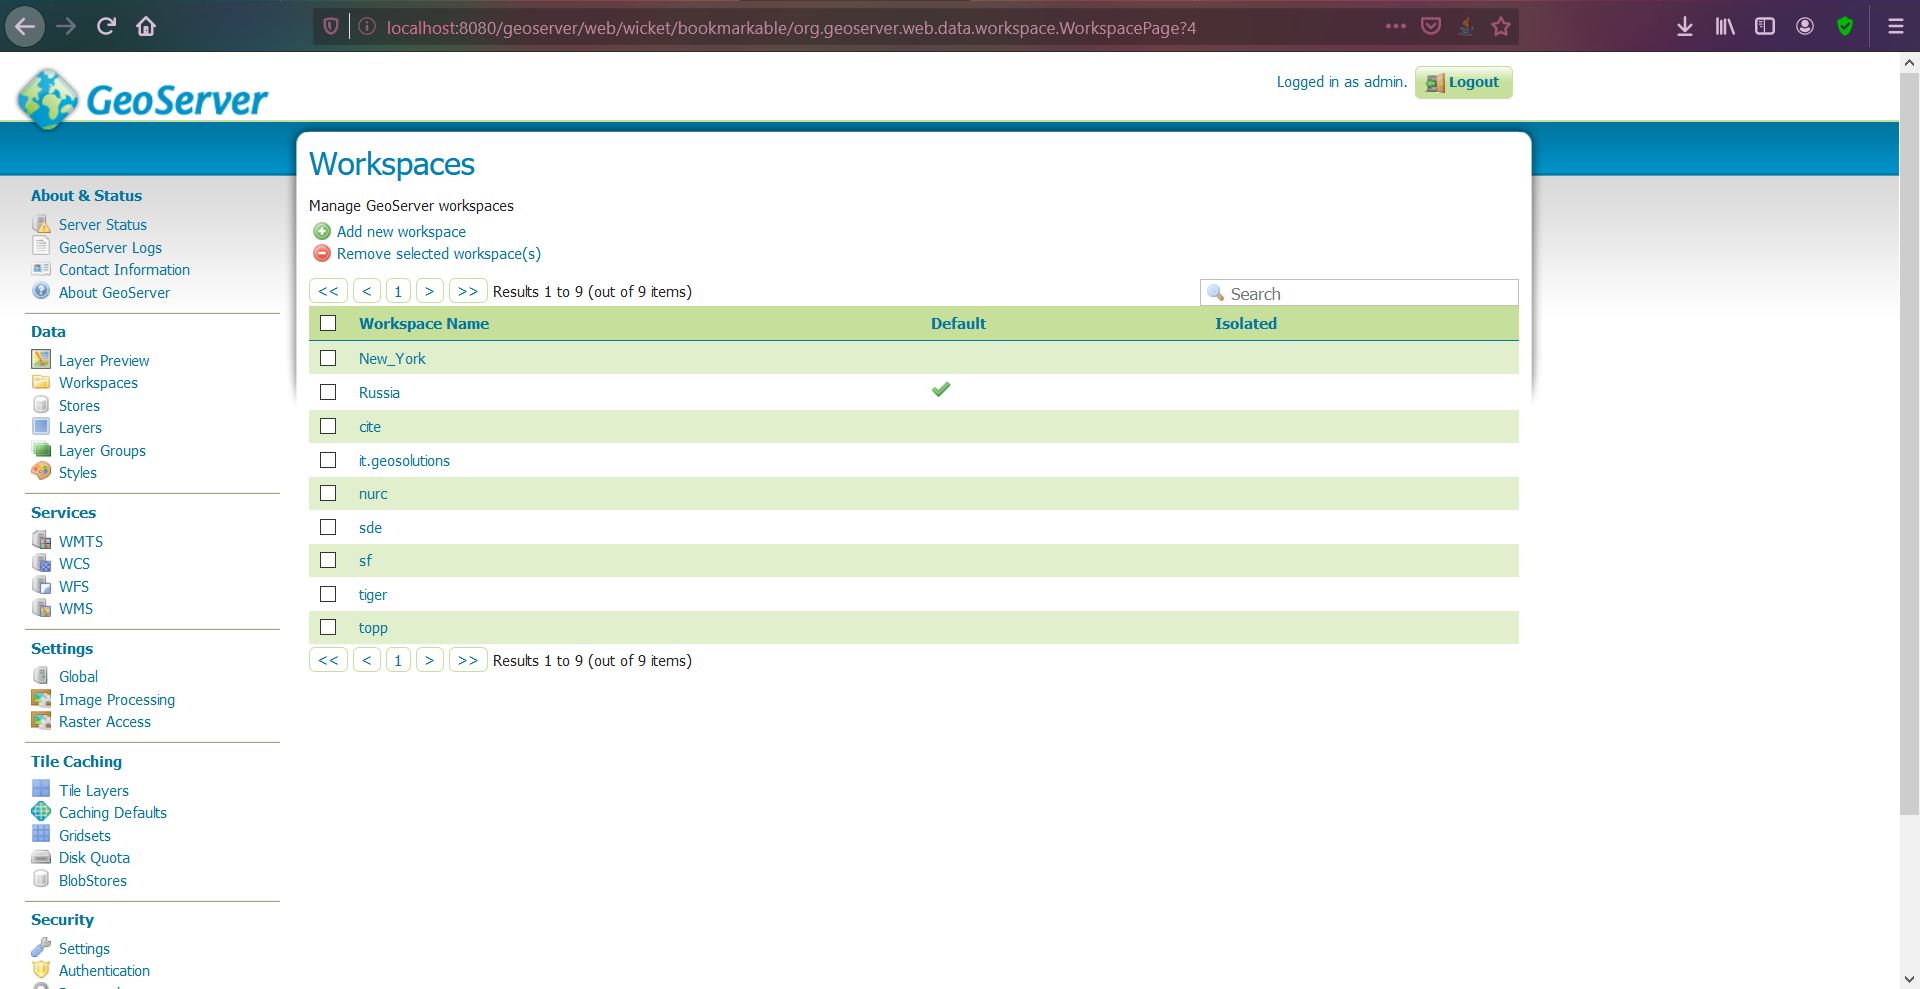 localhost:8080/geoserver/web/wicket/bookmarkable/org.geoserver.web.data.workspace.WorkspacePage?4
GeoServer
Logged in as admin.
Logout
About & Status
Server Status
GeoServer Logs
Contact Information
About GeoServer
Data
Layer Preview
Workspaces
Stores
Layers
Layer Groups
Styles
Services
WMTS
WCS
WFS
WMS
Settings
Global
Image Processing
Raster Access
Tile Caching
Tile Layers
Caching Defaults
Gridsets
Disk Quota
BlobStores
Security
Settings
Authentication
Workspaces
Manage GeoServer workspaces
Add new workspace
Remove selected workspace(s)
<< < 1 > >> Results 1 to 9 (out of 9 items)
Search
Workspace Name Default Isolated
New_York
Russia
cite
it.geosolutions
nurc
sde
sf
tiger
topp
<< < 1 > >> Results 1 to 9 (out of 9 items)